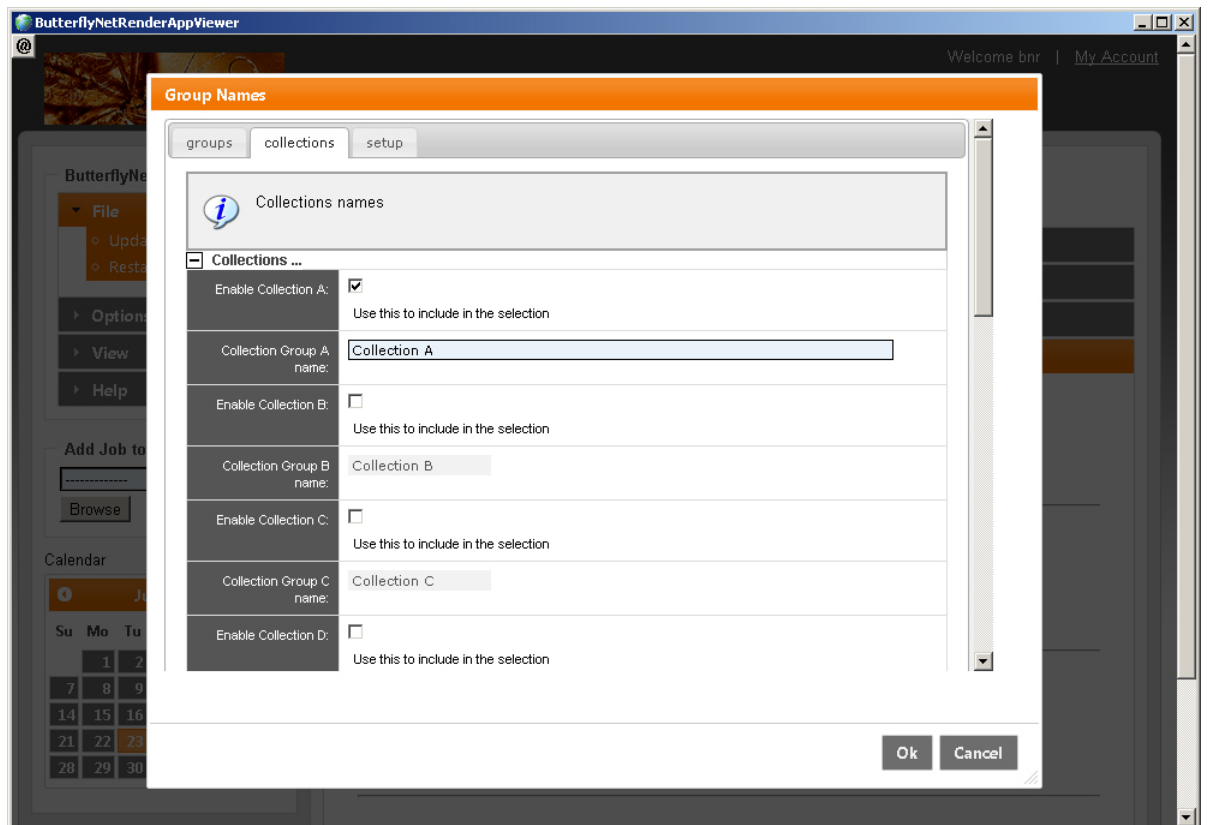 ButterflyNetRenderAppViewer
@
Welcome bnr | My Account
Group Names
groups collections setup
Collections names
Collections ...
Enable Collection A:
Use this to include in the selection
Collection Group A name:
Collection A
Enable Collection B:
Use this to include in the selection
Collection Group B name:
Collection B
Enable Collection C:
Use this to include in the selection
Collection Group C name:
Collection C
Enable Collection D:
Use this to include in the selection
Ok Cancel
ButterflyNe
File
Upda
Resta
Option
View
Help
Add Job to
-------------
Browse
Calendar
Ju
Su Mo Tu
1 2
7 8 9
14 15 16
21 22 23
28 29 30